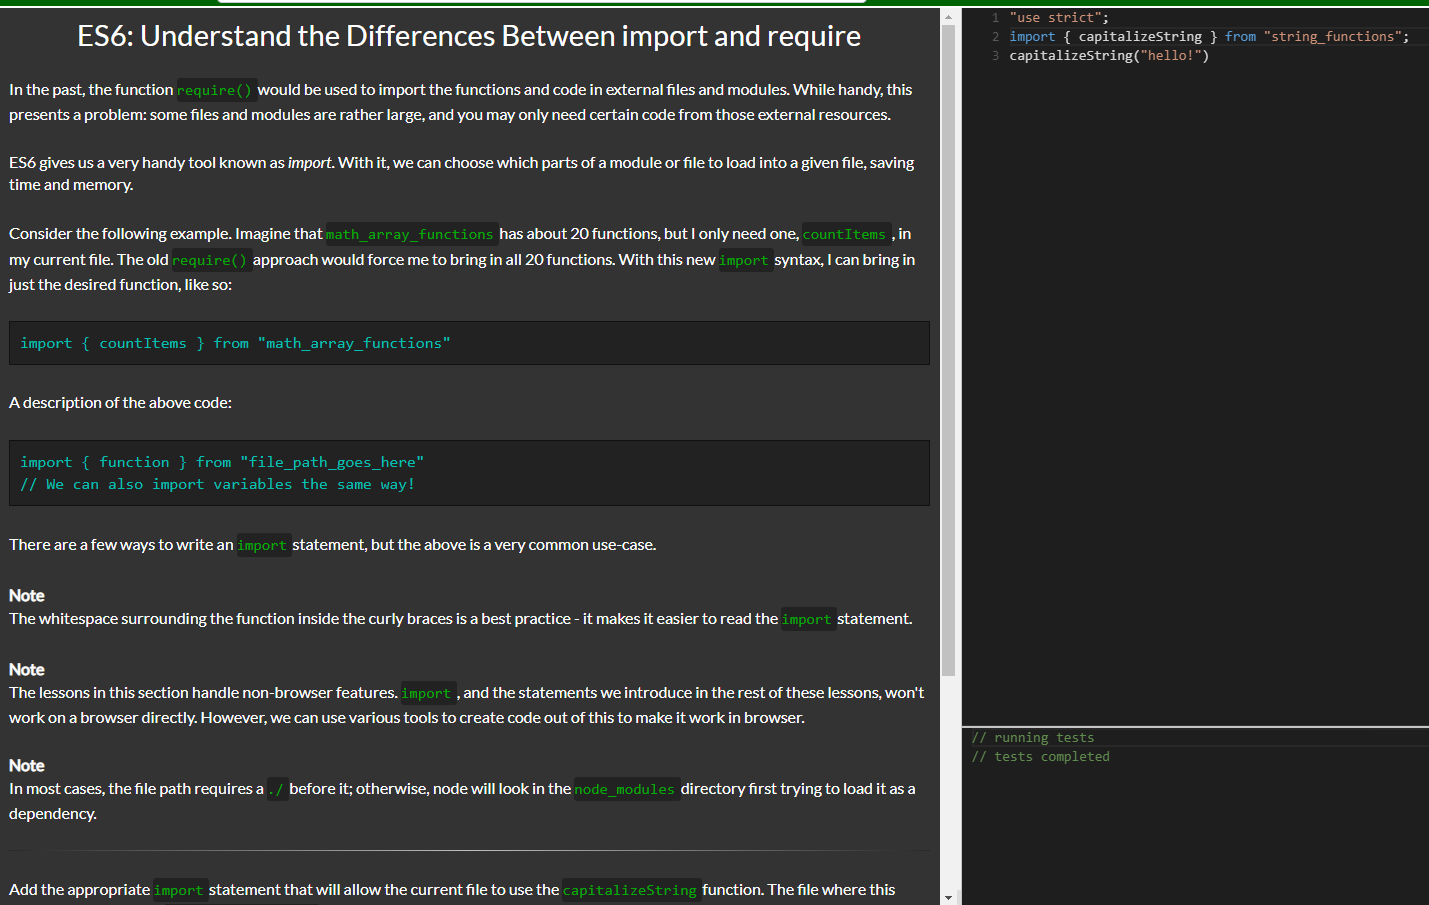 ES6: Understand the Differences Between import and require
In the past, the function require() would be used to import the functions and code in external files and modules. While handy, this
presents a problem: some files and modules are rather large, and you may only need certain code from those external resources.
ES6 gives us a very handy tool known as import. With it, we can choose which parts of a module or file to load into a given file, saving
time and memory.
Consider the following example. Imagine that math_array_functions has about 20 functions, but I only need one, countItems , in
my current file. The old require() approach would force me to bring in all 20 functions. With this new import syntax, I can bring in
just the desired function, like so:
import { countItems } from "math_array_functions"
A description of the above code:
import { function } from "file_path_goes_here"
// We can also import variables the same way!
There are a few ways to write an import statement, but the above is a very common use-case.
Note
The whitespace surrounding the function inside the curly braces is a best practice - it makes it easier to read the import statement.
Note
The lessons in this section handle non-browser features. import , and the statements we introduce in the rest of these lessons, won't
work on a browser directly. However, we can use various tools to create code out of this to make it work in browser.
Note
In most cases, the file path requires a ./ before it; otherwise, node will look in the node_modules directory first trying to load it as a
dependency.
Add the appropriate import statement that will allow the current file to use the capitalizeString function. The file where this
1 "use strict";
2 import { capitalizeString } from "string_functions";
3 capitalizeString("hello!")
// running tests
// tests completed